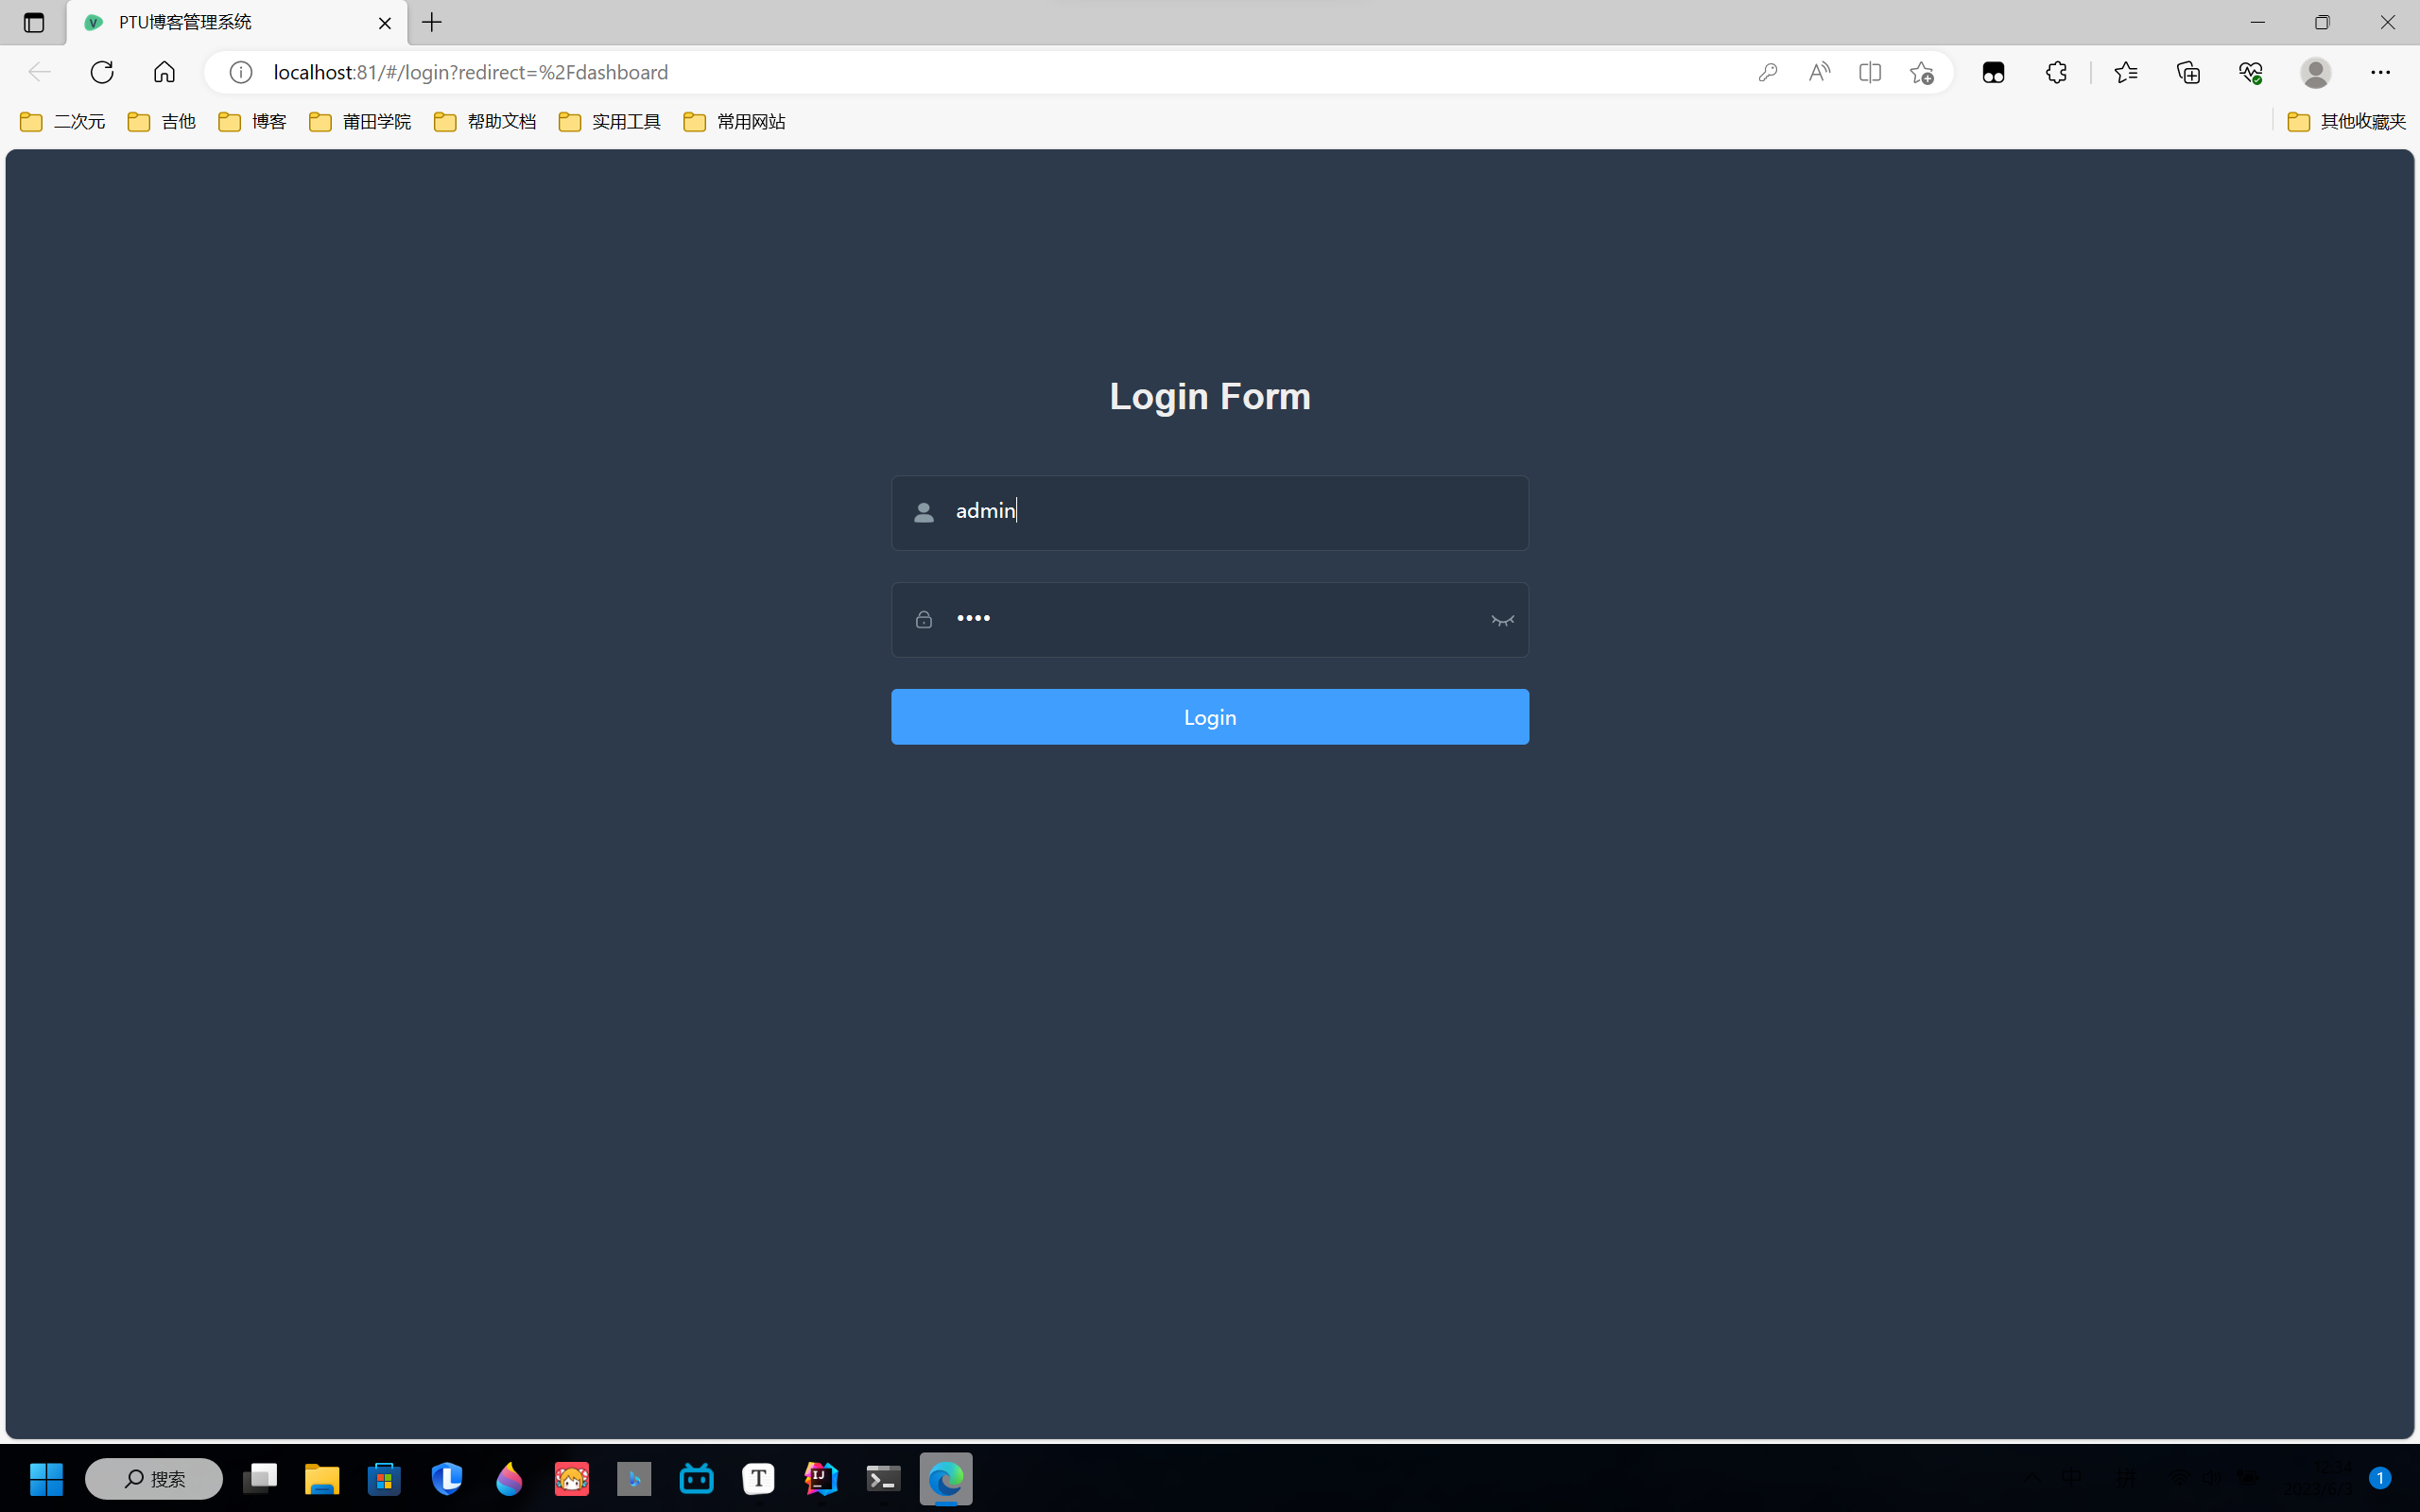 PTU博客管理系统
localhost:81/#/login?redirect=%2Fdashboard
二次元 吉他 博客 莆田学院 帮助文档 实用工具 常用网站 其他收藏夹
Login Form
admin
••••
Login
搜索
1